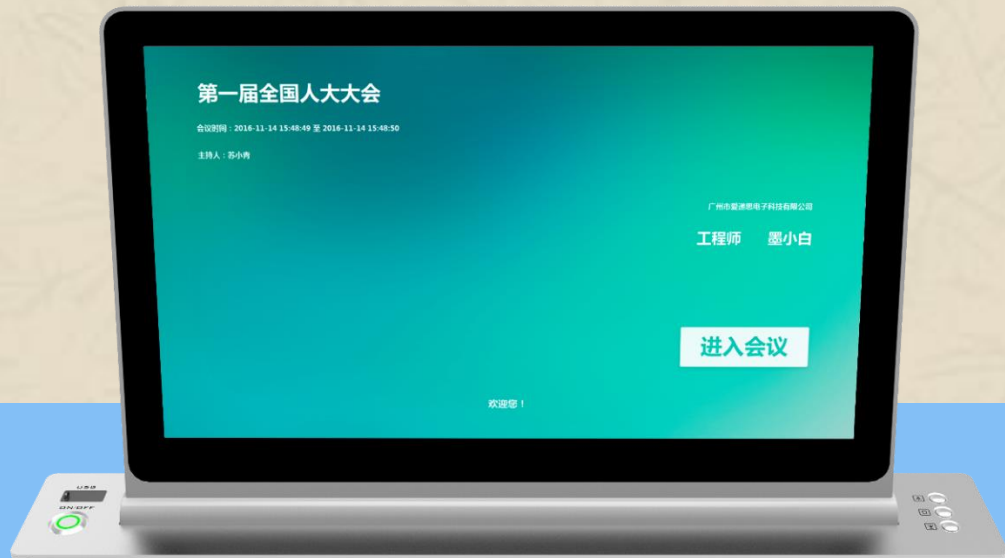 第一届全国人大大会
会议时间：2016-11-14 15:48:49 至 2016-11-14 15:48:50
主持人：苏小青
广州市爱递思电子科技有限公司
工程师 墨小白
进入会议
欢迎您！
USB
ON/OFF